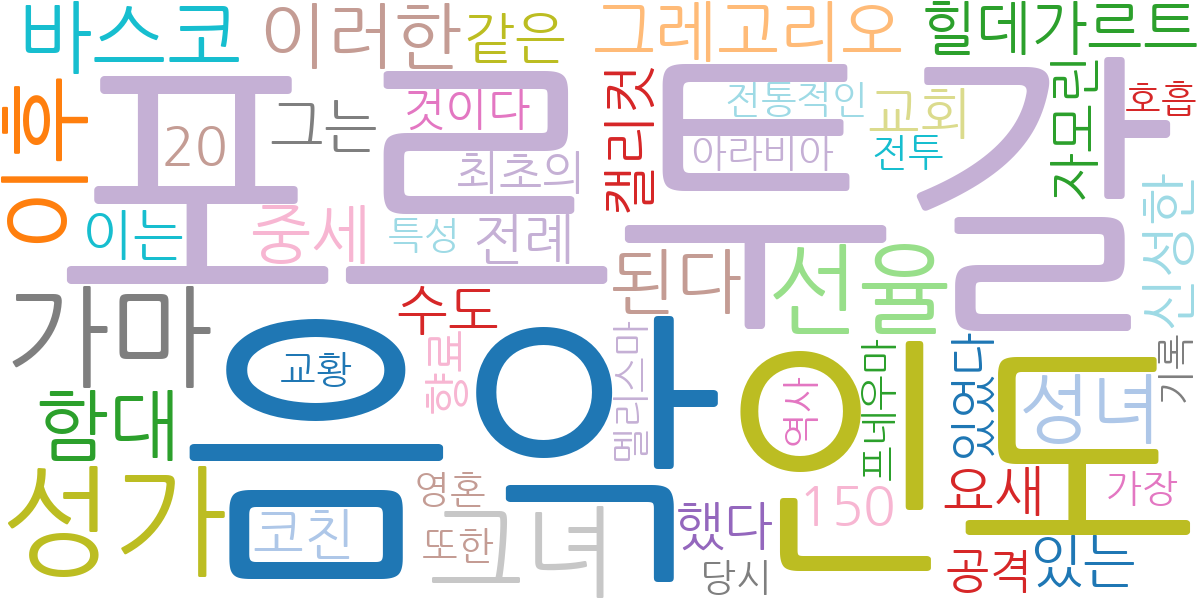 바스코
이러한
같은
그레고리오
힐데가르트
이후
포르투갈
20
그는
것이다
최초의
캘리컷
전통적인
아라비아
교회
전투
자모린
호흡
이는
중세
특성
전례
된다
선율
신성한
가마
음악
교황
수도
향로
멜리스마
인도
역사
프네우마
있었다
성녀
기록
함대
성가
코친
영혼
또한
그녀
했다
당시
150
요새
가장
공격
있는